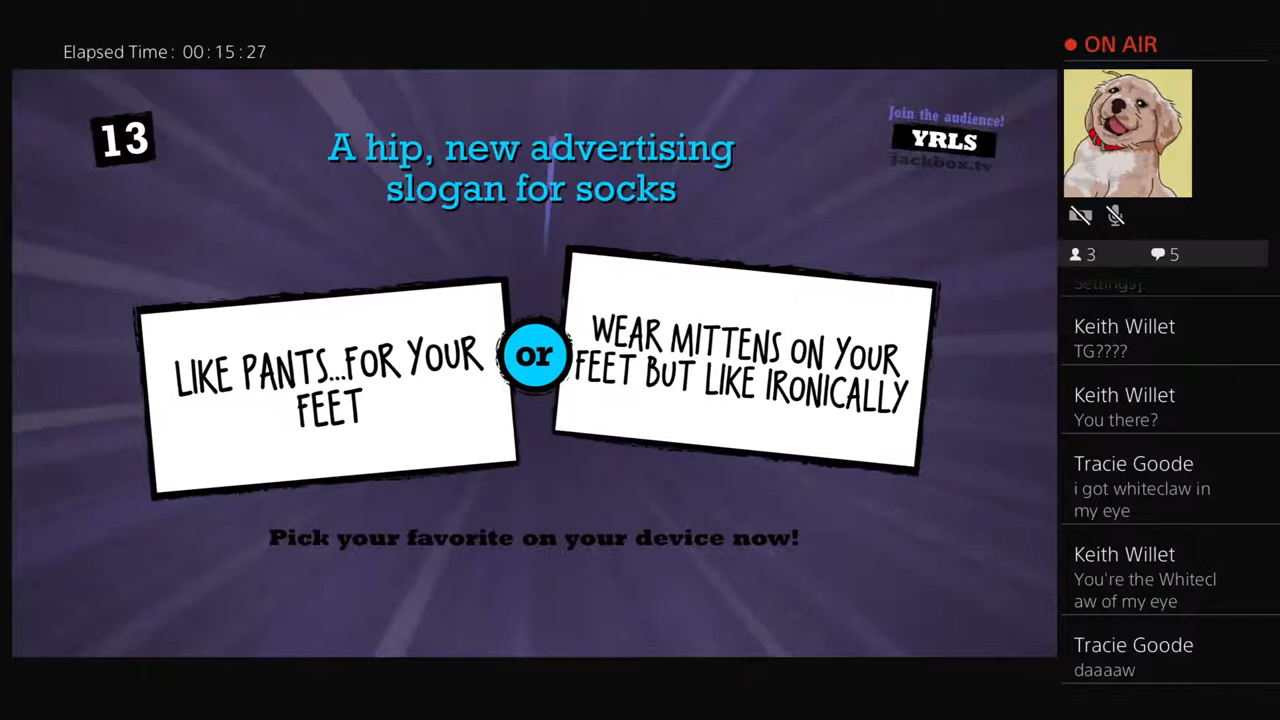 Elapsed Time: 00:15:27
ON AIR
13
Join the audience!
YRLS
jackbox.tv
A hip, new advertising
slogan for socks
LIKE PANTS...FOR YOUR
FEET
or
WEAR MITTENS ON YOUR
FEET BUT LIKE IRONICALLY
Pick your favorite on your device now!
3
5
Settings].
Keith Willet
TG????
Keith Willet
You there?
Tracie Goode
i got whiteclaw in
my eye
Keith Willet
You're the Whitecl
aw of my eye
Tracie Goode
daaaaw